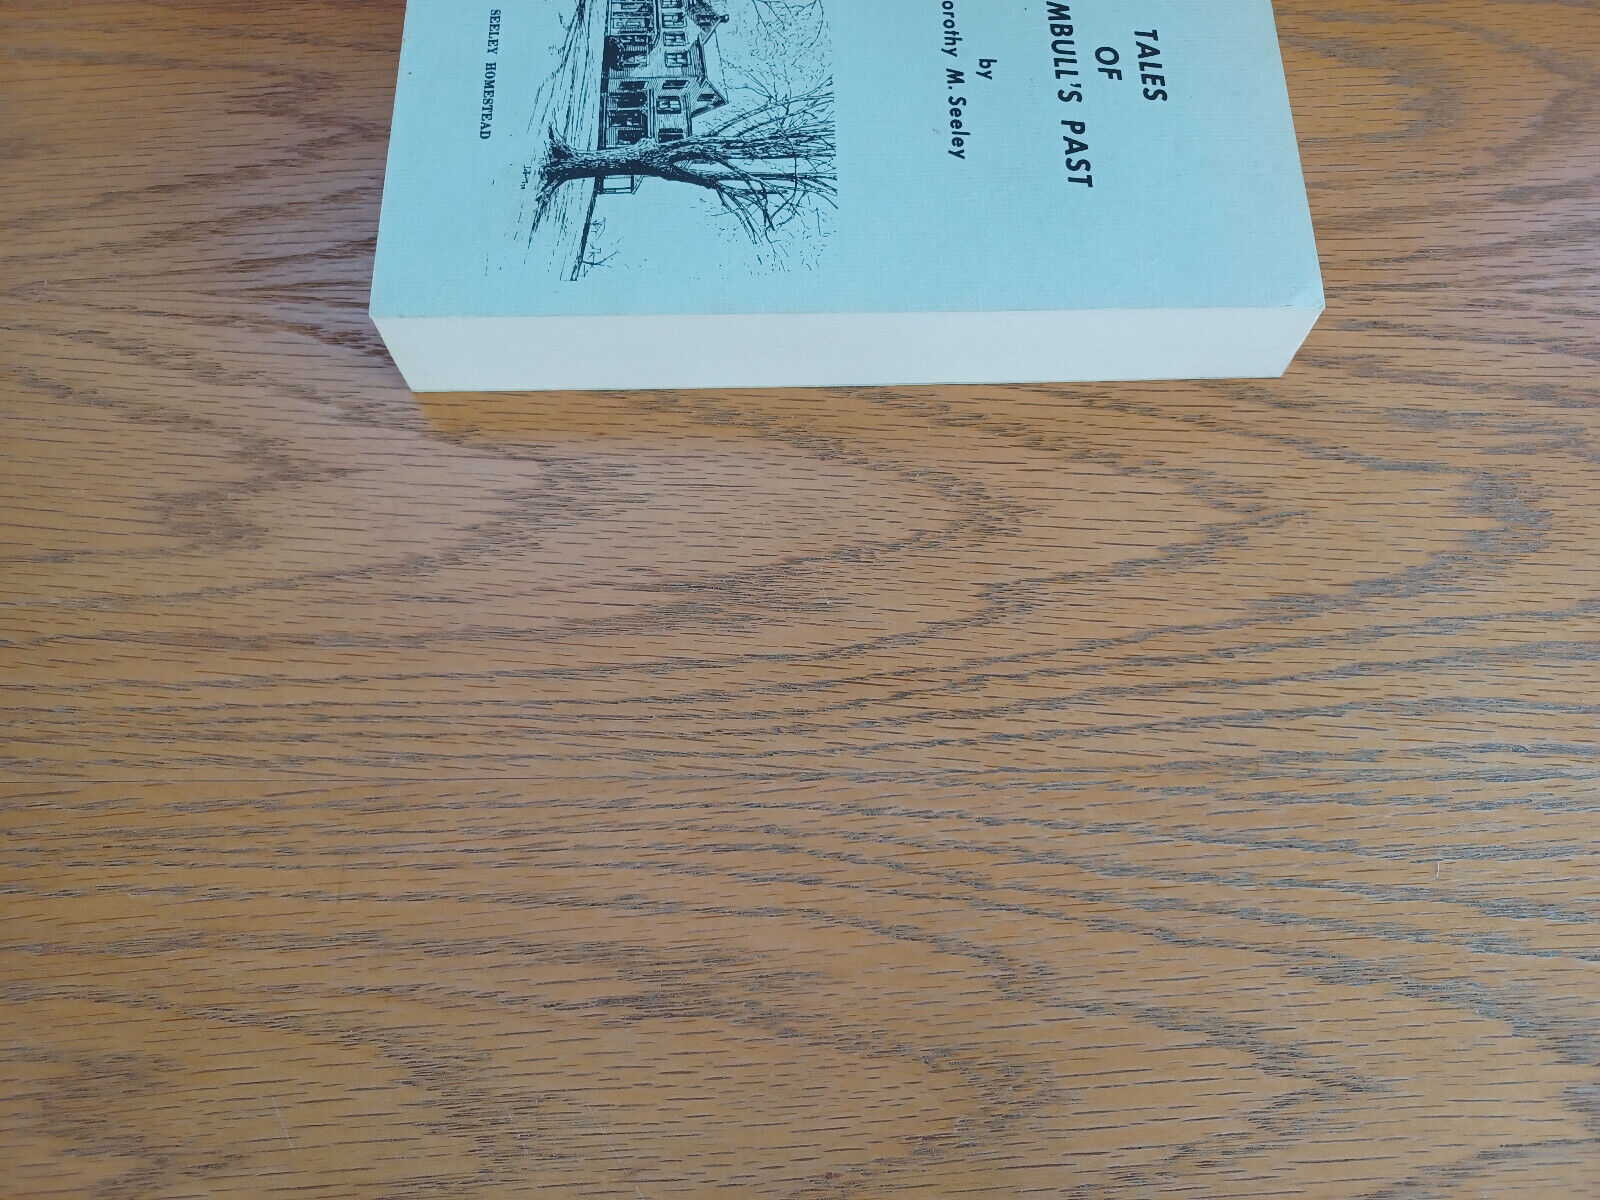 TALES
OF
MBULL'S PAST
by
orothy M. Seeley
SEELEY HOMESTEAD